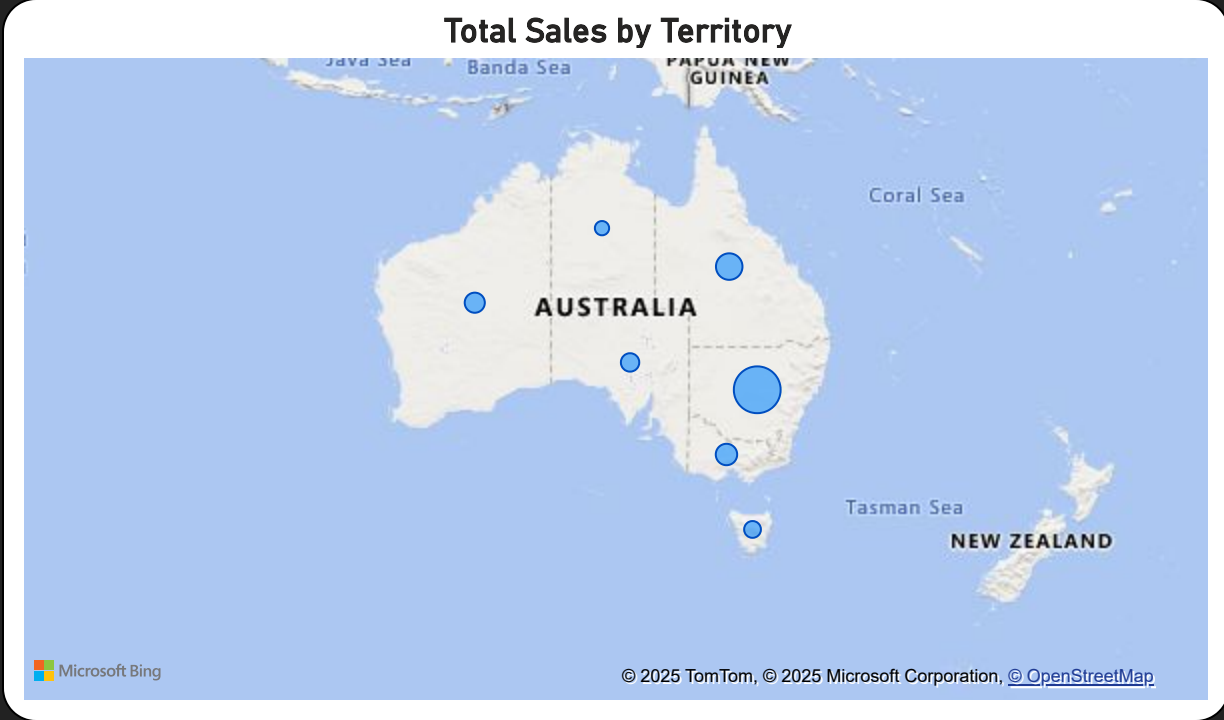 Total Sales by Territory
Java Sea
Banda Sea
PAPUA NEW
GUINEA
Coral Sea
AUSTRALIA
Tasman Sea
NEW ZEALAND
Microsoft Bing
© 2025 TomTom, © 2025 Microsoft Corporation, © OpenStreetMap